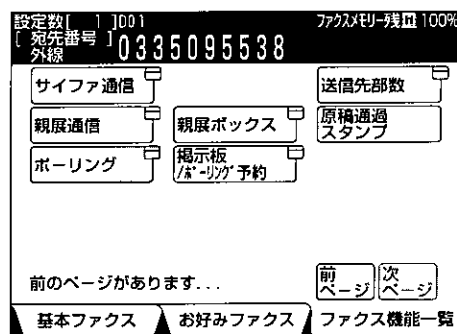 設定数[ 1 ]001 ファクスメモリー残 100%
[ 宛先番号 ] 0335095538
外線
サイファ通信 送信先部数
親展通信 親展ボックス 原稿通過
スタンプ
ポーリング 掲示板
/ポーリング予約
前のページがあります... 前
ページ 次
ページ
基本ファクス お好みファクス ファクス機能一覧